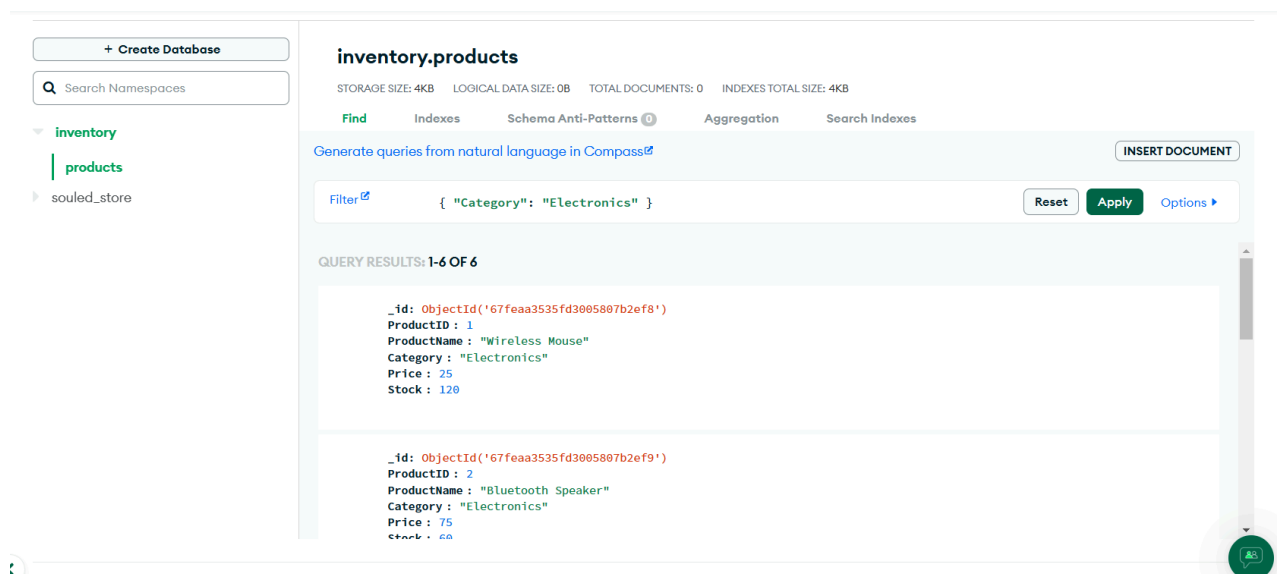 + Create Database
Search Namespaces
inventory
products
souled_store
inventory.products
STORAGE SIZE: 4KB LOGICAL DATA SIZE: 0B TOTAL DOCUMENTS: 0 INDEXES TOTAL SIZE: 4KB
Find Indexes Schema Anti-Patterns 0 Aggregation Search Indexes
Generate queries from natural language in Compass
INSERT DOCUMENT
Filter { "Category": "Electronics" } Reset Apply Options
QUERY RESULTS: 1-6 OF 6
_id: ObjectId('67feaa3535fd3005807b2ef8')
ProductID : 1
ProductName : "Wireless Mouse"
Category : "Electronics"
Price : 25
Stock : 120
_id: ObjectId('67feaa3535fd3005807b2ef9')
ProductID : 2
ProductName : "Bluetooth Speaker"
Category : "Electronics"
Price : 75
Stock : 60